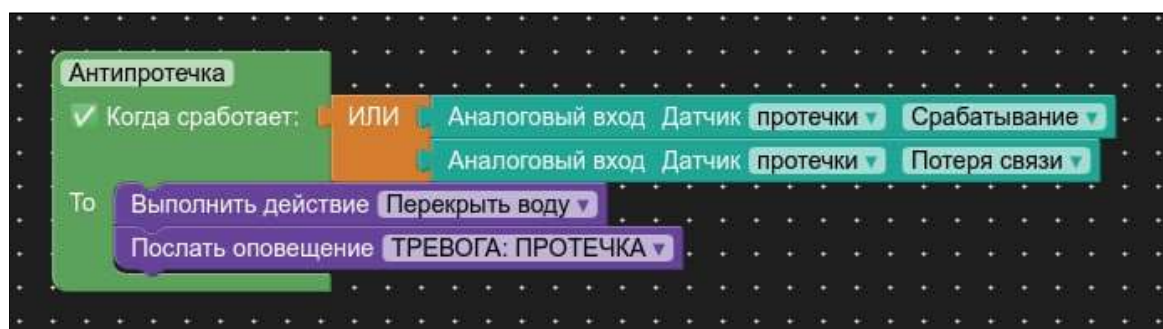 Антипротечка
Когда сработает: ИЛИ Аналоговый вход Датчик протечки Срабатывание
Аналоговый вход Датчик протечки Потеря связи
То Выполнить действие Перекрыть воду
Послать оповещение ТРЕВОГА: ПРОТЕЧКА